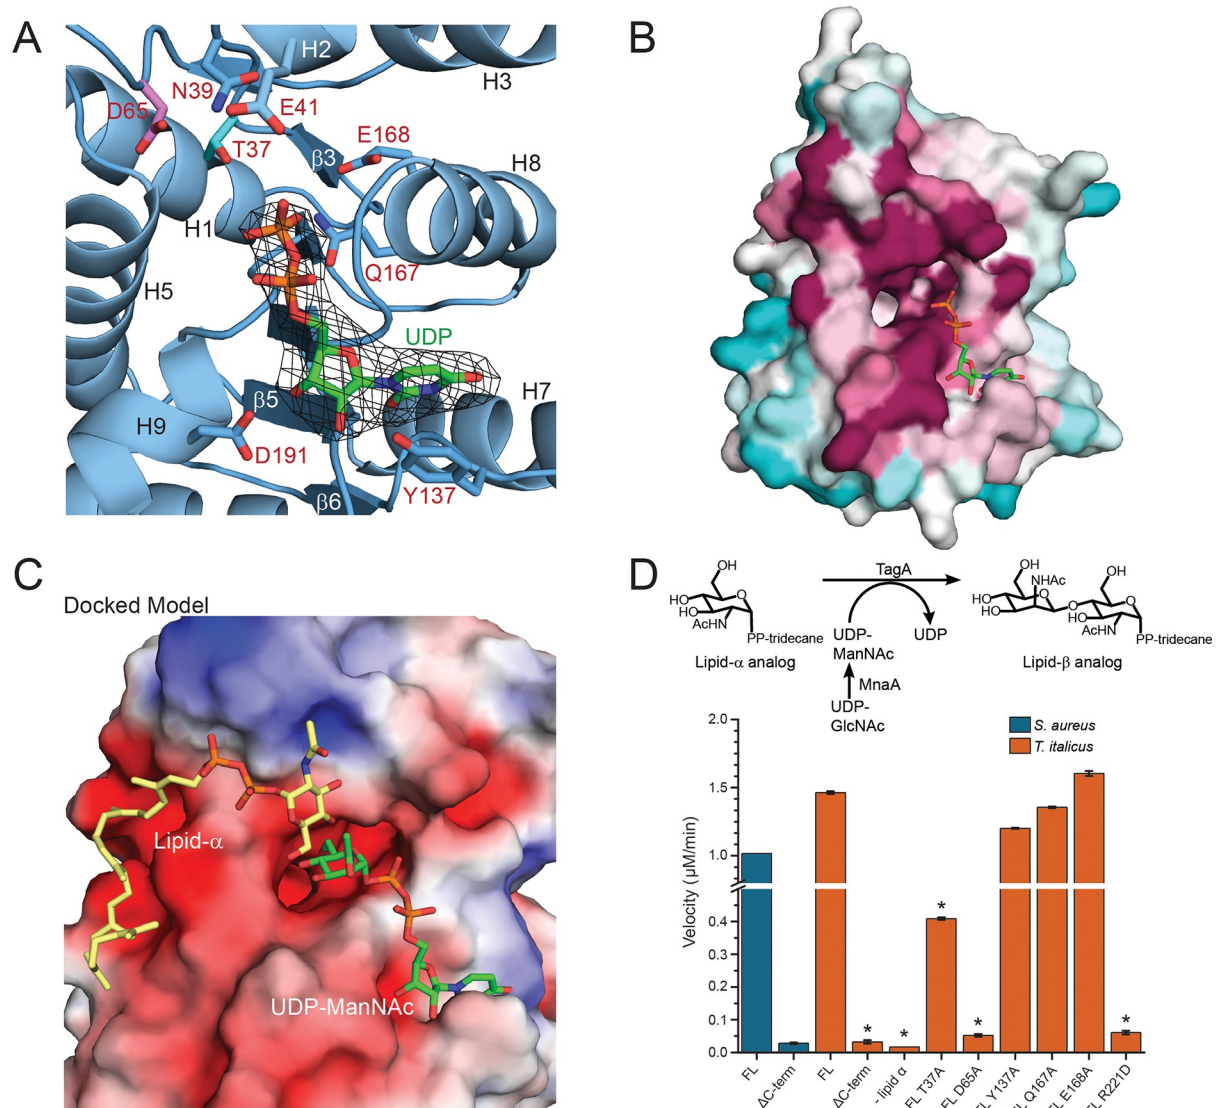 A
H2
H3
N39
D65
E41
T37
E168
β3
H8
H1
Q167
H5
UDP
β5
H7
H9
D191
Y137
β6
B
C
Docked Model
Lipid-α
UDP-ManNAc
D
OH
HO
HO
AcHN
O
PP-tridecane
Lipid-α analog
TagA
UDP-
ManNAc
UDP
MnaA
UDP-
GlcNAc
OH
NHAc
HO
HO
O
O
OH
HO
AcHN
O
PP-tridecane
Lipid-β analog
S. aureus
T. italicus
Velocity (µM/min)
2.0
1.5
1.0
0.4
0.3
0.2
0.1
0.0
* * * * *
FL
ΔC-term
FL
ΔC-term
- lipid α
FL T37A
FL D65A
FL Y137A
FL Q167A
FL E168A
FL R221D